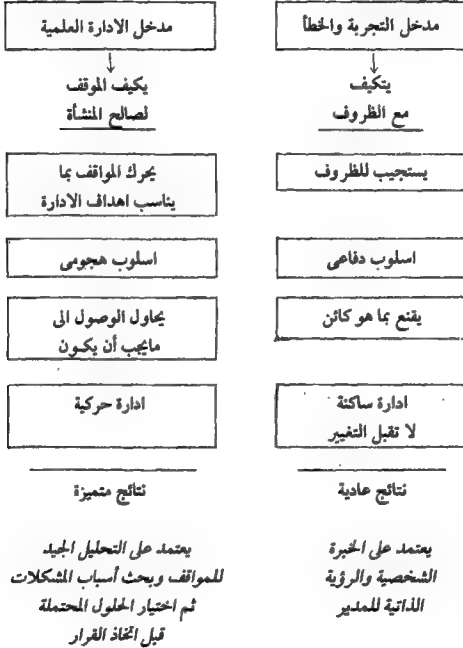 مدخل التجربة والخطأ
يتكيف
مع الظروف
يستجيب للظروف
اسلوب دفاعى
يقنع بما هو كائن
ادارة ساكنة
لا تقبل التغيير
نتائج عادية
يعتمد على الخبرة
الشخصية والرؤية
الذاتية للمدير
مدخل الادارة العلمية
يكيف الموقف
لصالح المنشأة
يحرك المواقف بما
يناسب اهداف الادارة
اسلوب هجومى
يحاول الوصول الى
مايجب أن يكون
ادارة حركية
نتائج متميزة
يعتمد على التحليل الجيد
للمواقف وبحث أسباب المشكلات
ثم اختيار الحلول المحتملة
قبل اتخاذ القرار